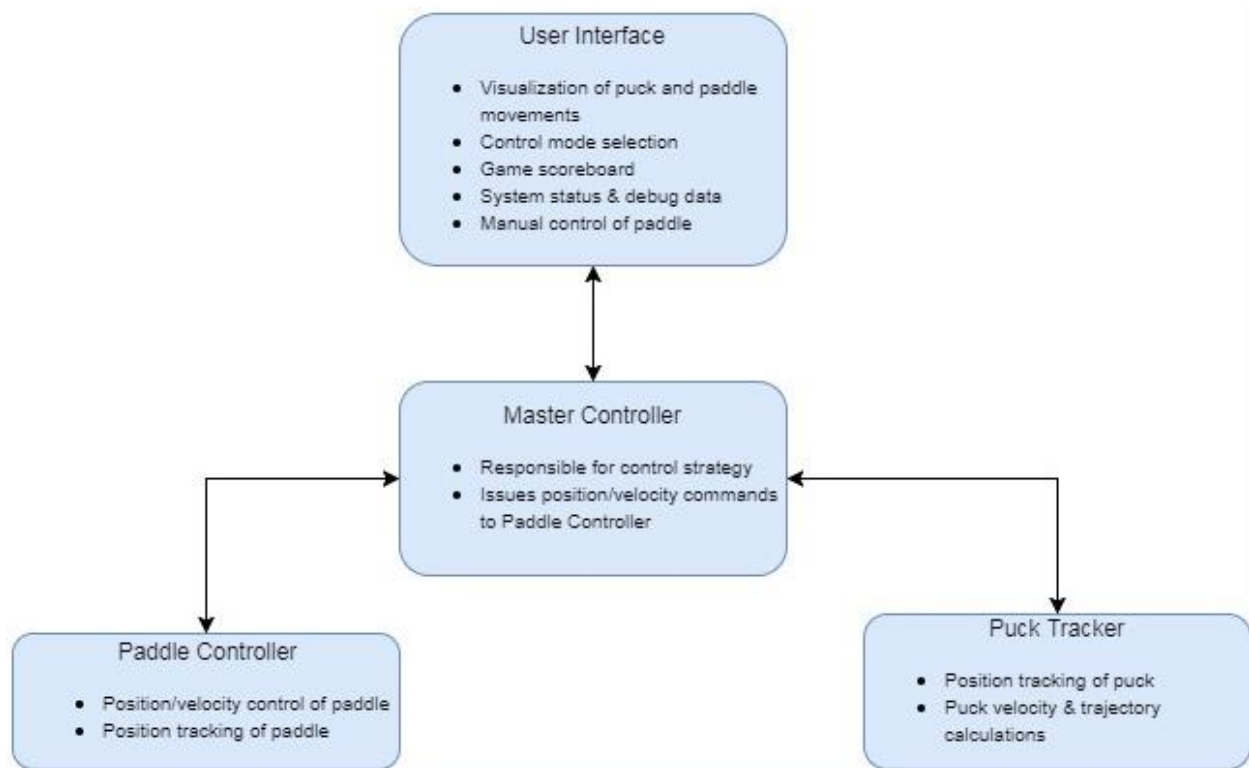 User Interface
• Visualization of puck and paddle
movements
• Control mode selection
• Game scoreboard
• System status & debug data
• Manual control of paddle
Master Controller
• Responsible for control strategy
• Issues position/velocity commands
to Paddle Controller
Paddle Controller
• Position/velocity control of paddle
• Position tracking of paddle
Puck Tracker
• Position tracking of puck
• Puck velocity & trajectory
calculations